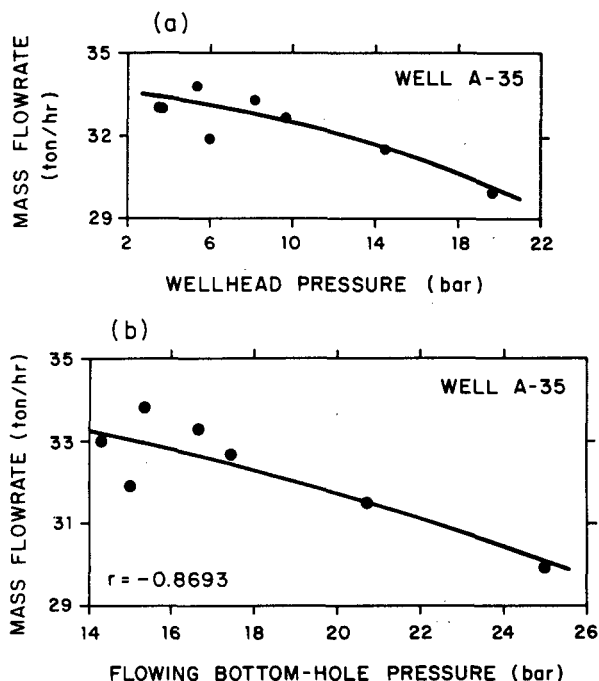 (a)
MASS FLOWRATE
(ton/hr)
35
32
29
WELL A-35
2 6 10 14 18 22
WELLHEAD PRESSURE (bar)
(b)
MASS FLOWRATE (ton/hr)
35
33
31
29
WELL A-35
r = -0.8693
14 16 18 20 22 24 26
FLOWING BOTTOM-HOLE PRESSURE (bar)